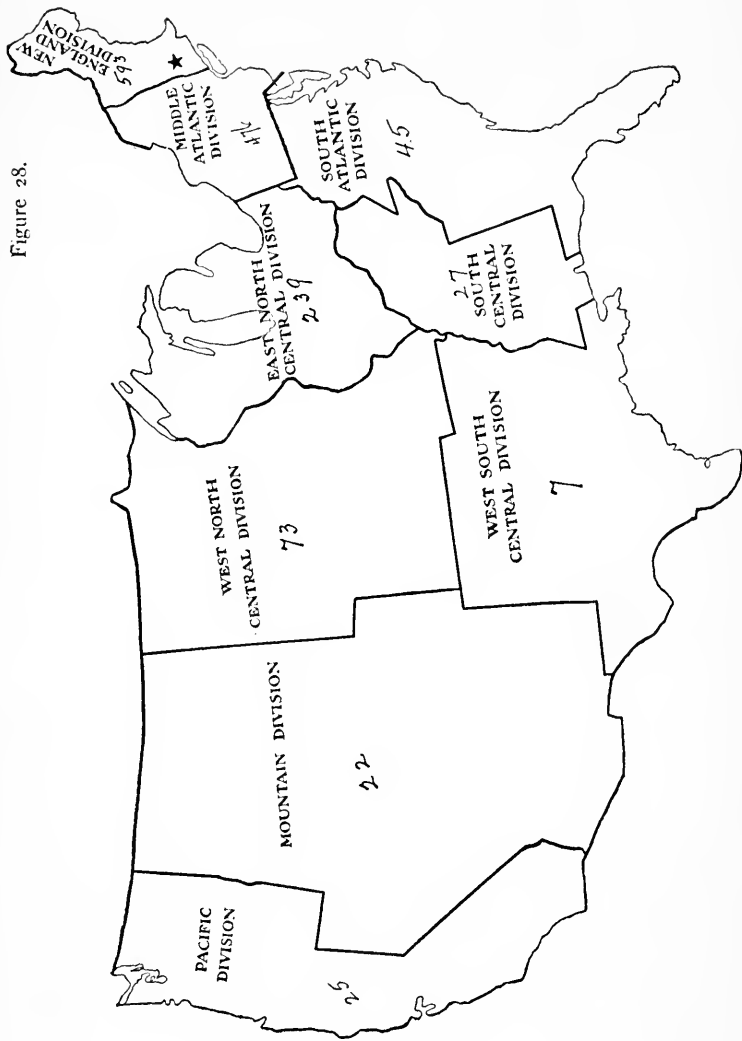 Figure 28.
NEW
ENGLAND
DIVISION
593
MIDDLE
ATLANTIC
DIVISION
SOUTH
ATLANTIC
DIVISION
45
EAST NORTH
CENTRAL DIVISION
239
27
SOUTH
CENTRAL
DIVISION
WEST NORTH
CENTRAL DIVISION
73
WEST SOUTH
CENTRAL DIVISION
7
MOUNTAIN DIVISION
22
PACIFIC
DIVISION
25